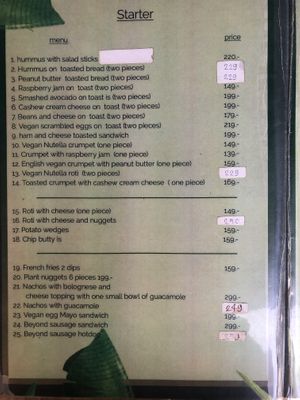 Starter
menu price
1. hummus with salad sticks 220.-
2. Hummus on toasted bread (two pieces) 229.-
3. Peanut butter toasted bread (two pieces) 229
4. Raspberry jam on toast (two pieces) 149.-
5. Smashed avocado on toast is (two pieces) 199.-
6. Cashew cream cheese on toast (two pieces) 199.-
7. Beans and cheese on toast (two pieces) 179.-
8. Vegan scrambled eggs on toast (two pieces) 219.-
9. ham and cheese toasted sandwich 199.-
10. Vegan Nutella crumpet (one piece) 149.-
11. Crumpet with raspberry jam (one piece) 139.-
12. English vegan crumpet with peanut butter (one piece) 159.-
13. Vegan Nutella roti (two pieces) 229
14. Toasted crumpet with cashew cream cheese ( one piece) 169.-
15. Roti with cheese (one piece) 149.-
16. Roti with cheese and nuggets
17. Potato wedges 159.-
18. Chip butty is 159.-
19. French fries 2 dips 159.-
20. Plant nuggets 6 pieces 199.-
21. Nachos with bolognese and
cheese topping with one small bowl of guacamole 299.-
22. Nachos with guacamole 249
23. Vegan egg Mayo sandwich 199.-
24. Beyond sausage sandwich 299.-
25. Beyond sausage hotdog